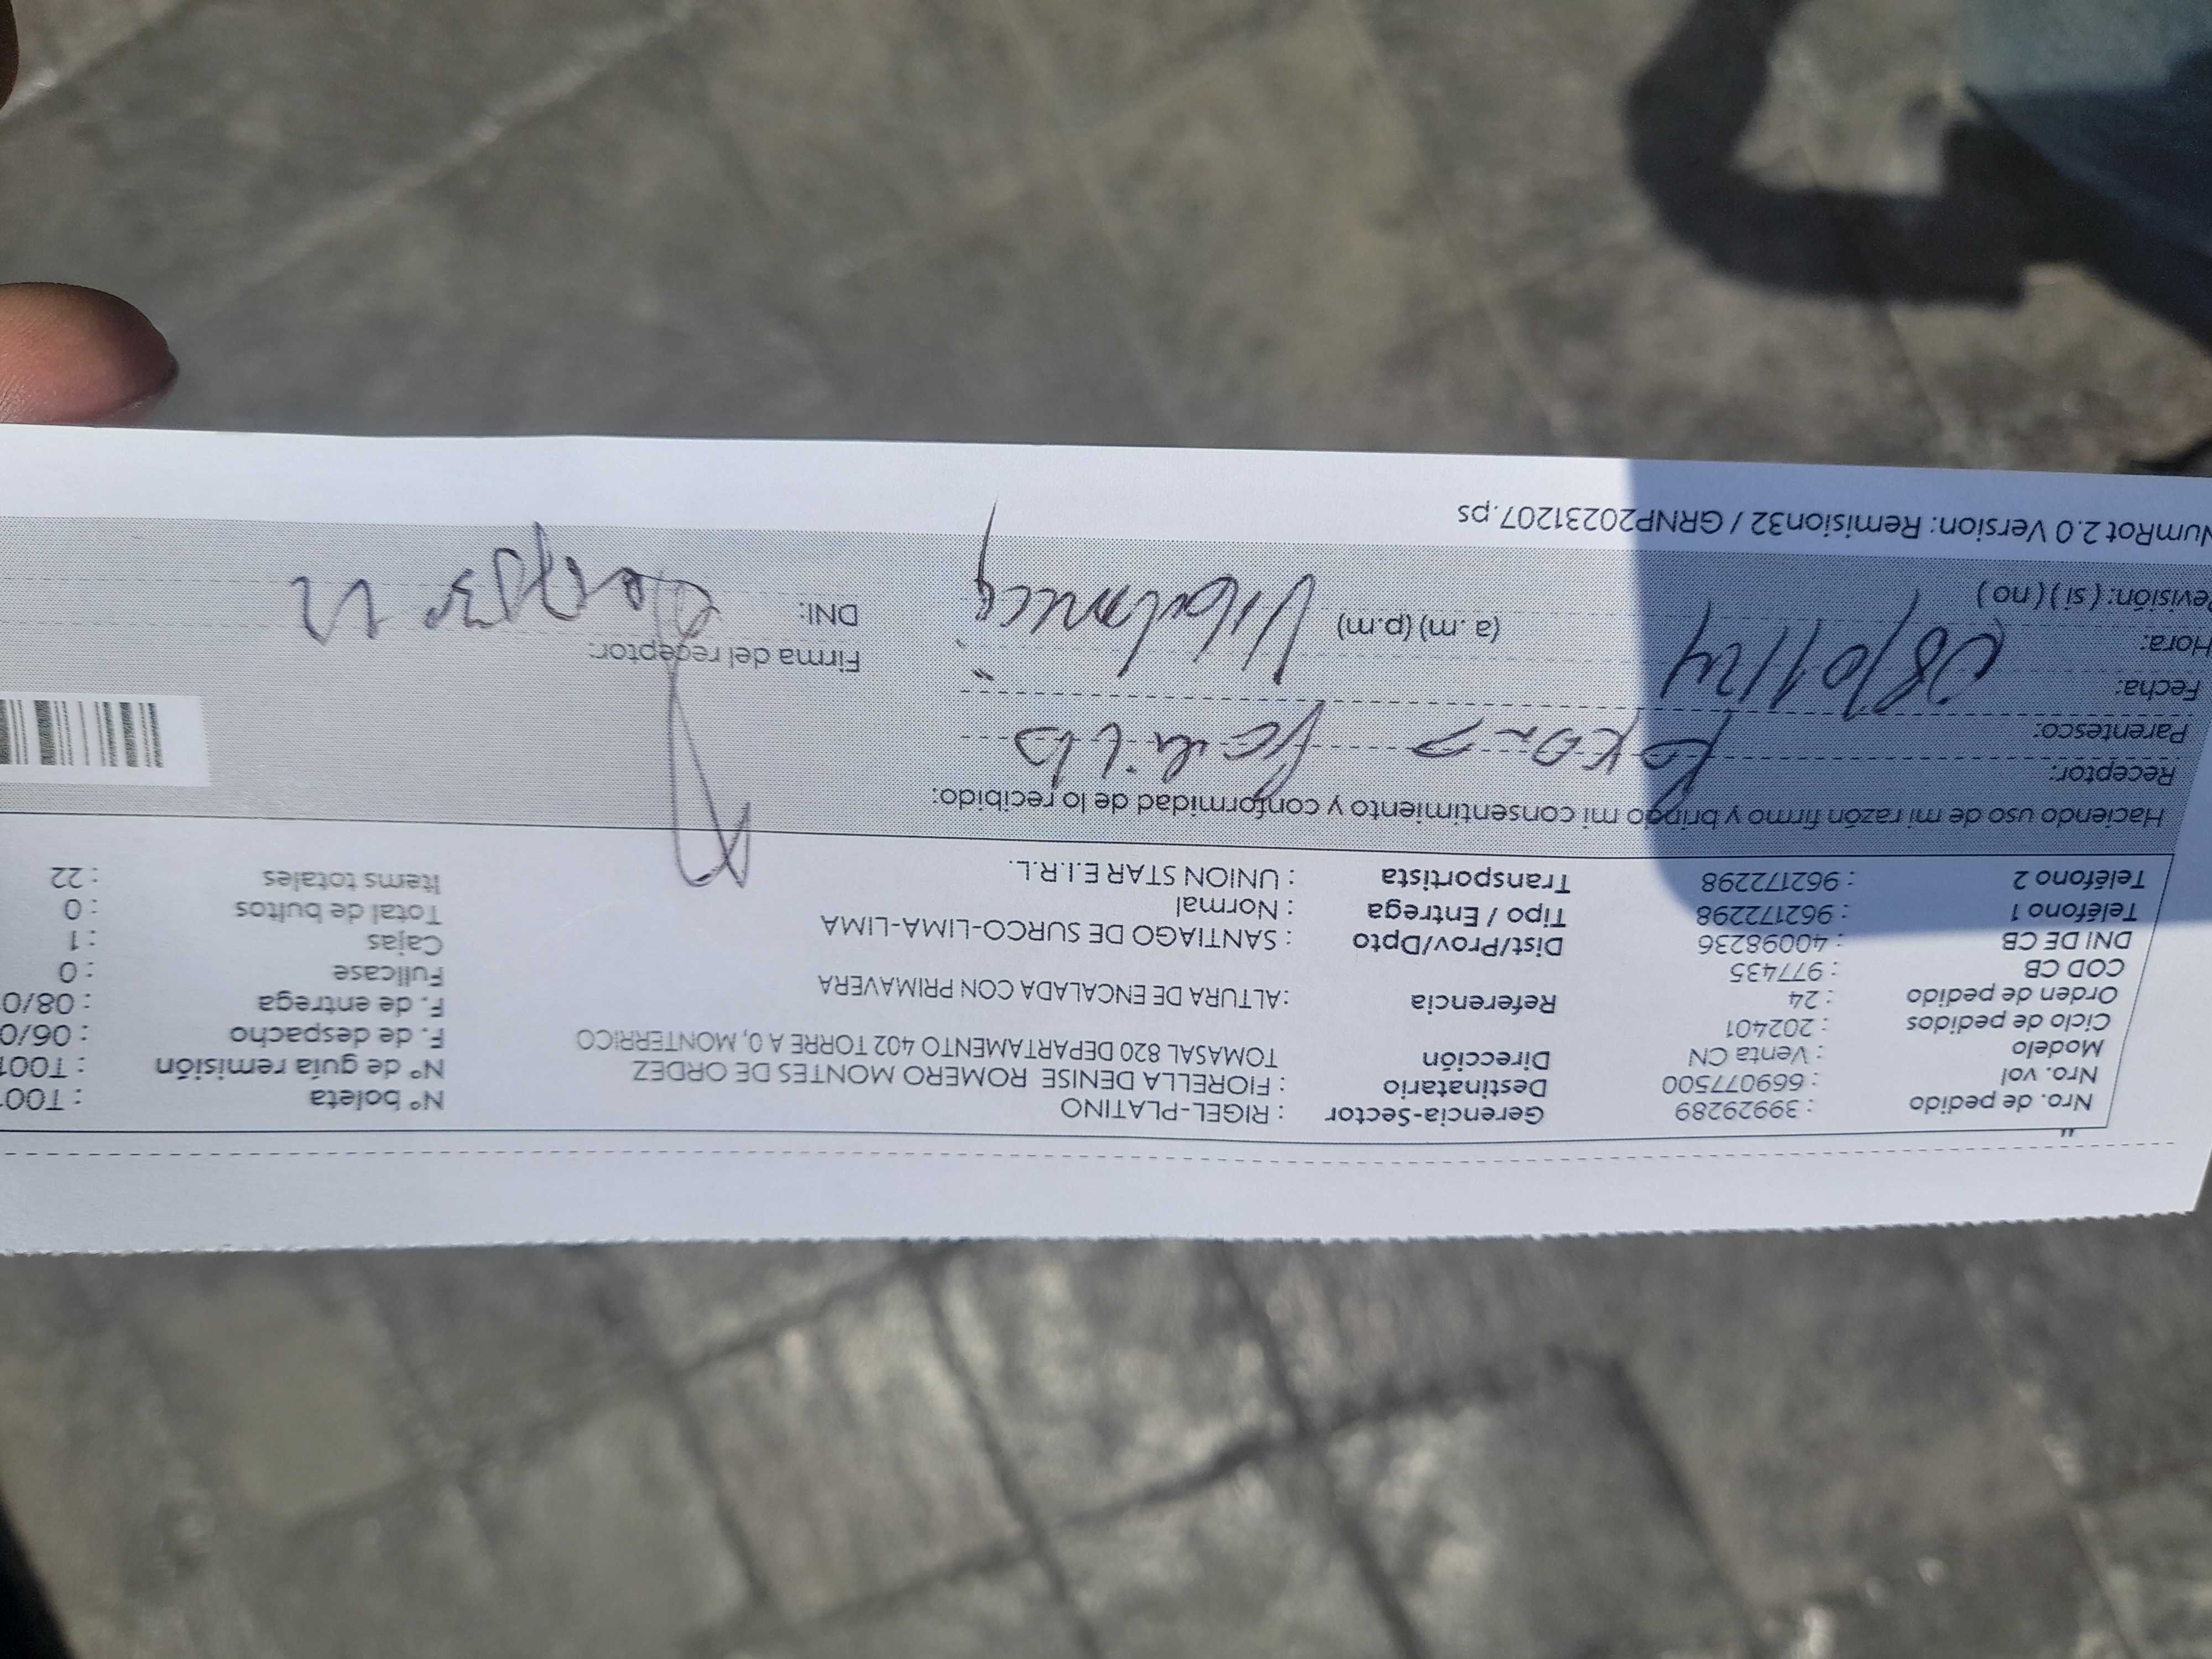 Nro. de pedido : 39929289 Gerencia-Sector : RIGEL-PLATINO Nº boleta : T001
Nro. vol : 669077500 Destinatario : FIORELLA DENISE ROMERO MONTES DE ORDEZ Nº de guía remisión : T001
Modelo : Venta CN Dirección TOMASAL 820 DEPARTAMENTO 402 TORRE A 0, MONTERRICO F. de despacho : 06/0
Ciclo de pedidos : 202401 F. de entrega : 08/0
Orden de pedido : 24 Referencia :ALTURA DE ENCALADA CON PRIMAVERA Fullcase : 0
COD CB : 977435 Cajas : 1
DNI DE CB : 40098236 Dist/Prov/Dpto : SANTIAGO DE SURCO-LIMA-LIMA Total de bultos : 0
Teléfono 1 : 962172298 Tipo / Entrega : Normal Items totales : 22
Teléfono 2 : 962172298 Transportista : UNION STAR E.I.R.L.
Haciendo uso de mi razón firmo y bringo mi consentimiento y conformidad de lo recibido:
Receptor:
Parentesco:
Fecha: 08/01/24
Hora: (a. m) (p.m) Firma del receptor:
Revisión: ( si ) ( no ) DNI:
NumRot 2.0 Version: Remision32 / GRNP20231207.ps